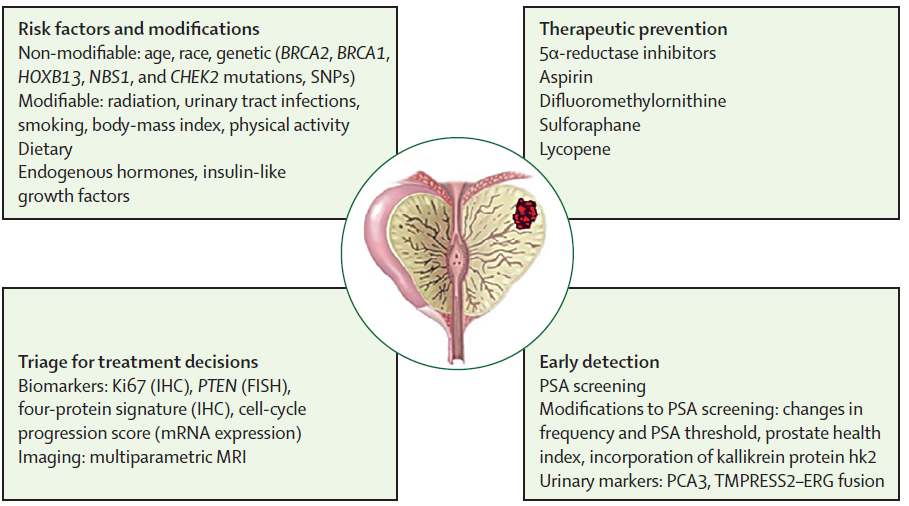 Risk factors and modifications
Non-modifiable: age, race, genetic (BRCA2, BRCA1,
HOXB13, NBS1, and CHEK2 mutations, SNPs)
Modifiable: radiation, urinary tract infections,
smoking, body-mass index, physical activity
Dietary
Endogenous hormones, insulin-like
growth factors
Therapeutic prevention
5α-reductase inhibitors
Aspirin
Difluoromethylornithine
Sulforaphane
Lycopene
Triage for treatment decisions
Biomarkers: Ki67 (IHC), PTEN (FISH),
four-protein signature (IHC), cell-cycle
progression score (mRNA expression)
Imaging: multiparametric MRI
Early detection
PSA screening
Modifications to PSA screening: changes in
frequency and PSA threshold, prostate health
index, incorporation of kallikrein protein hk2
Urinary markers: PCA3, TMPRESS2–ERG fusion